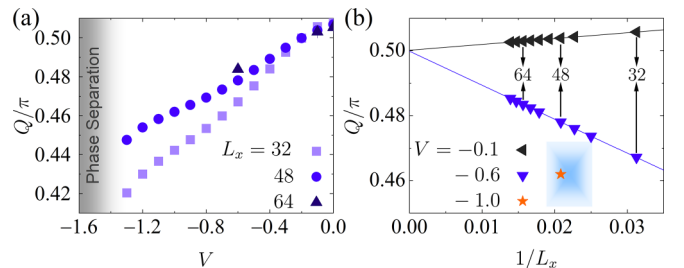 (a)
0.50
0.48
0.46
0.44
0.42
Q/π
Phase Separation
L_x = 32
48
64
−1.6 −1.2 −0.8 −0.4 0.0
V
(b)
0.50
0.48
0.46
Q/π
64 48 32
V = −0.1
− 0.6
− 1.0
0.00 0.01 0.02 0.03
1/L_x